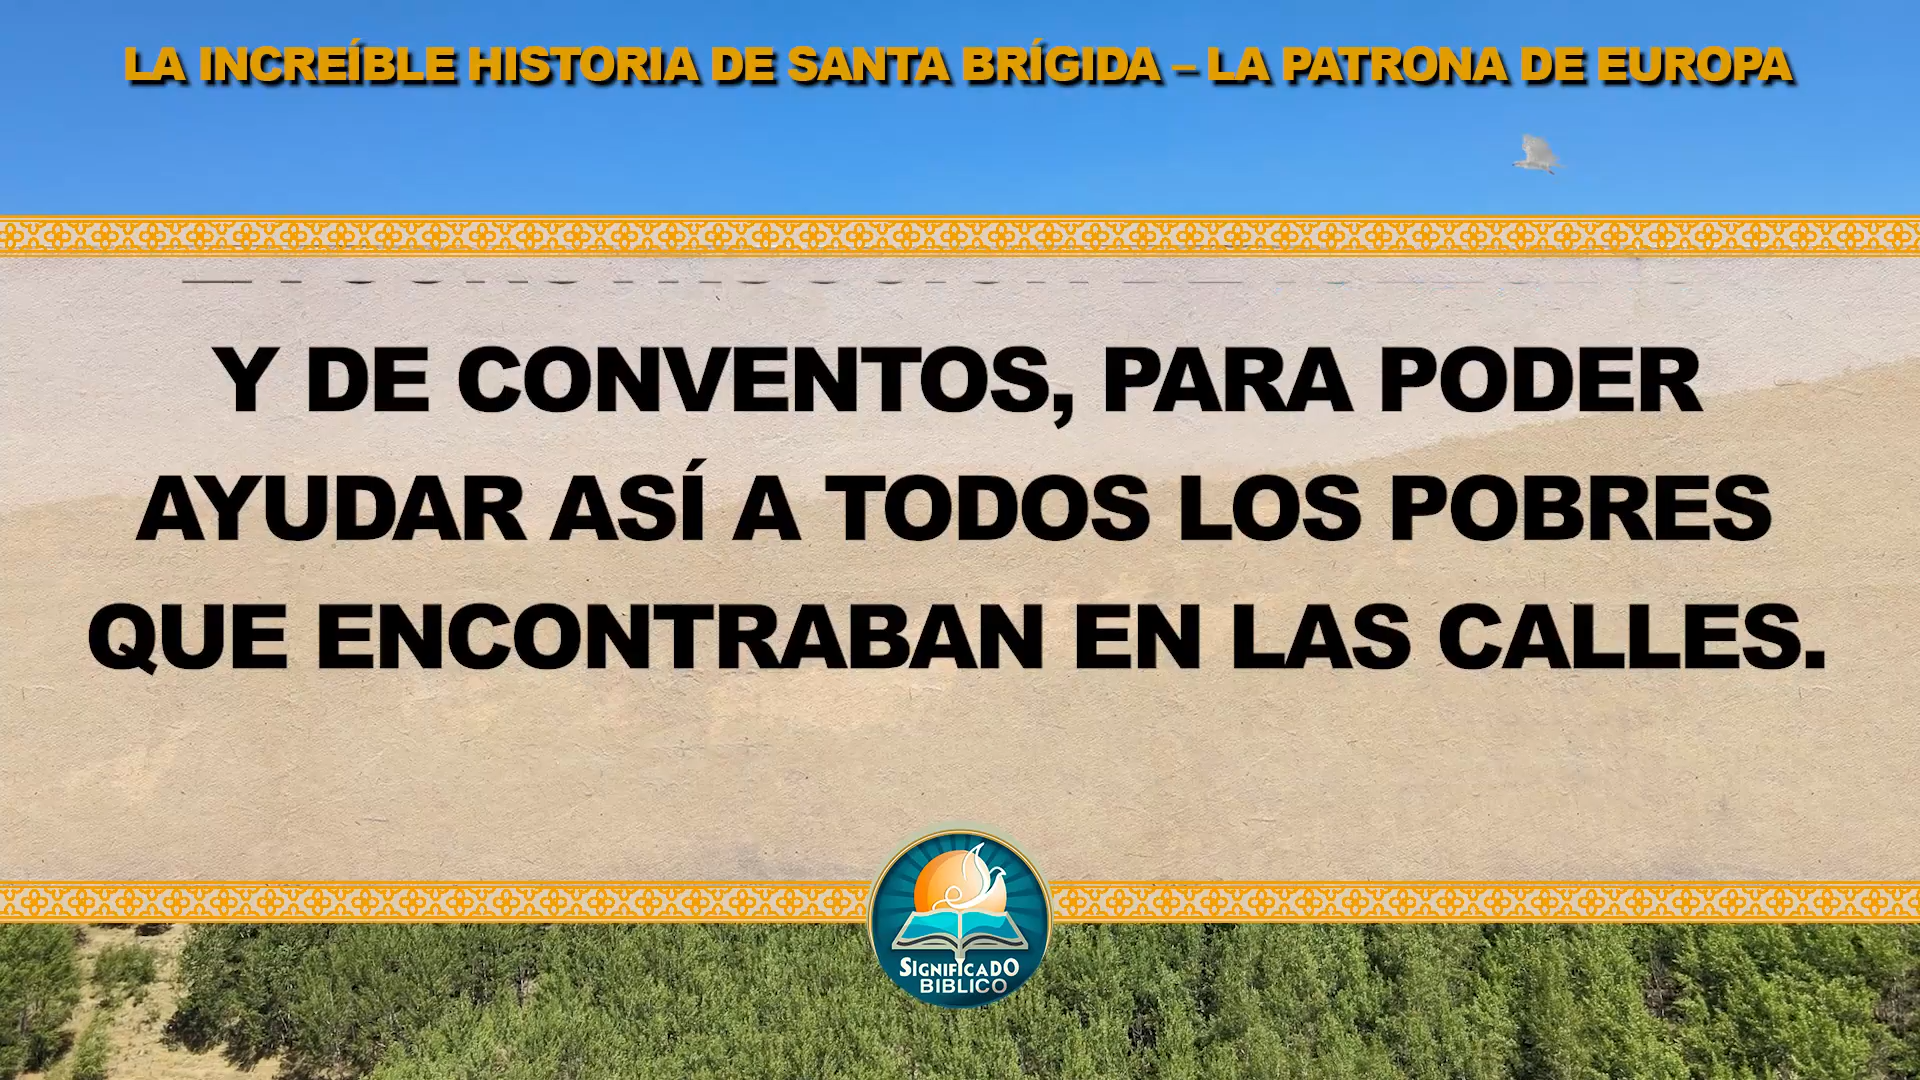 LA INCREÍBLE HISTORIA DE SANTA BRÍGIDA – LA PATRONA DE EUROPA
Y DE CONVENTOS, PARA PODER
AYUDAR ASÍ A TODOS LOS POBRES
QUE ENCONTRABAN EN LAS CALLES.
SIGNIFICADO
BIBLICO